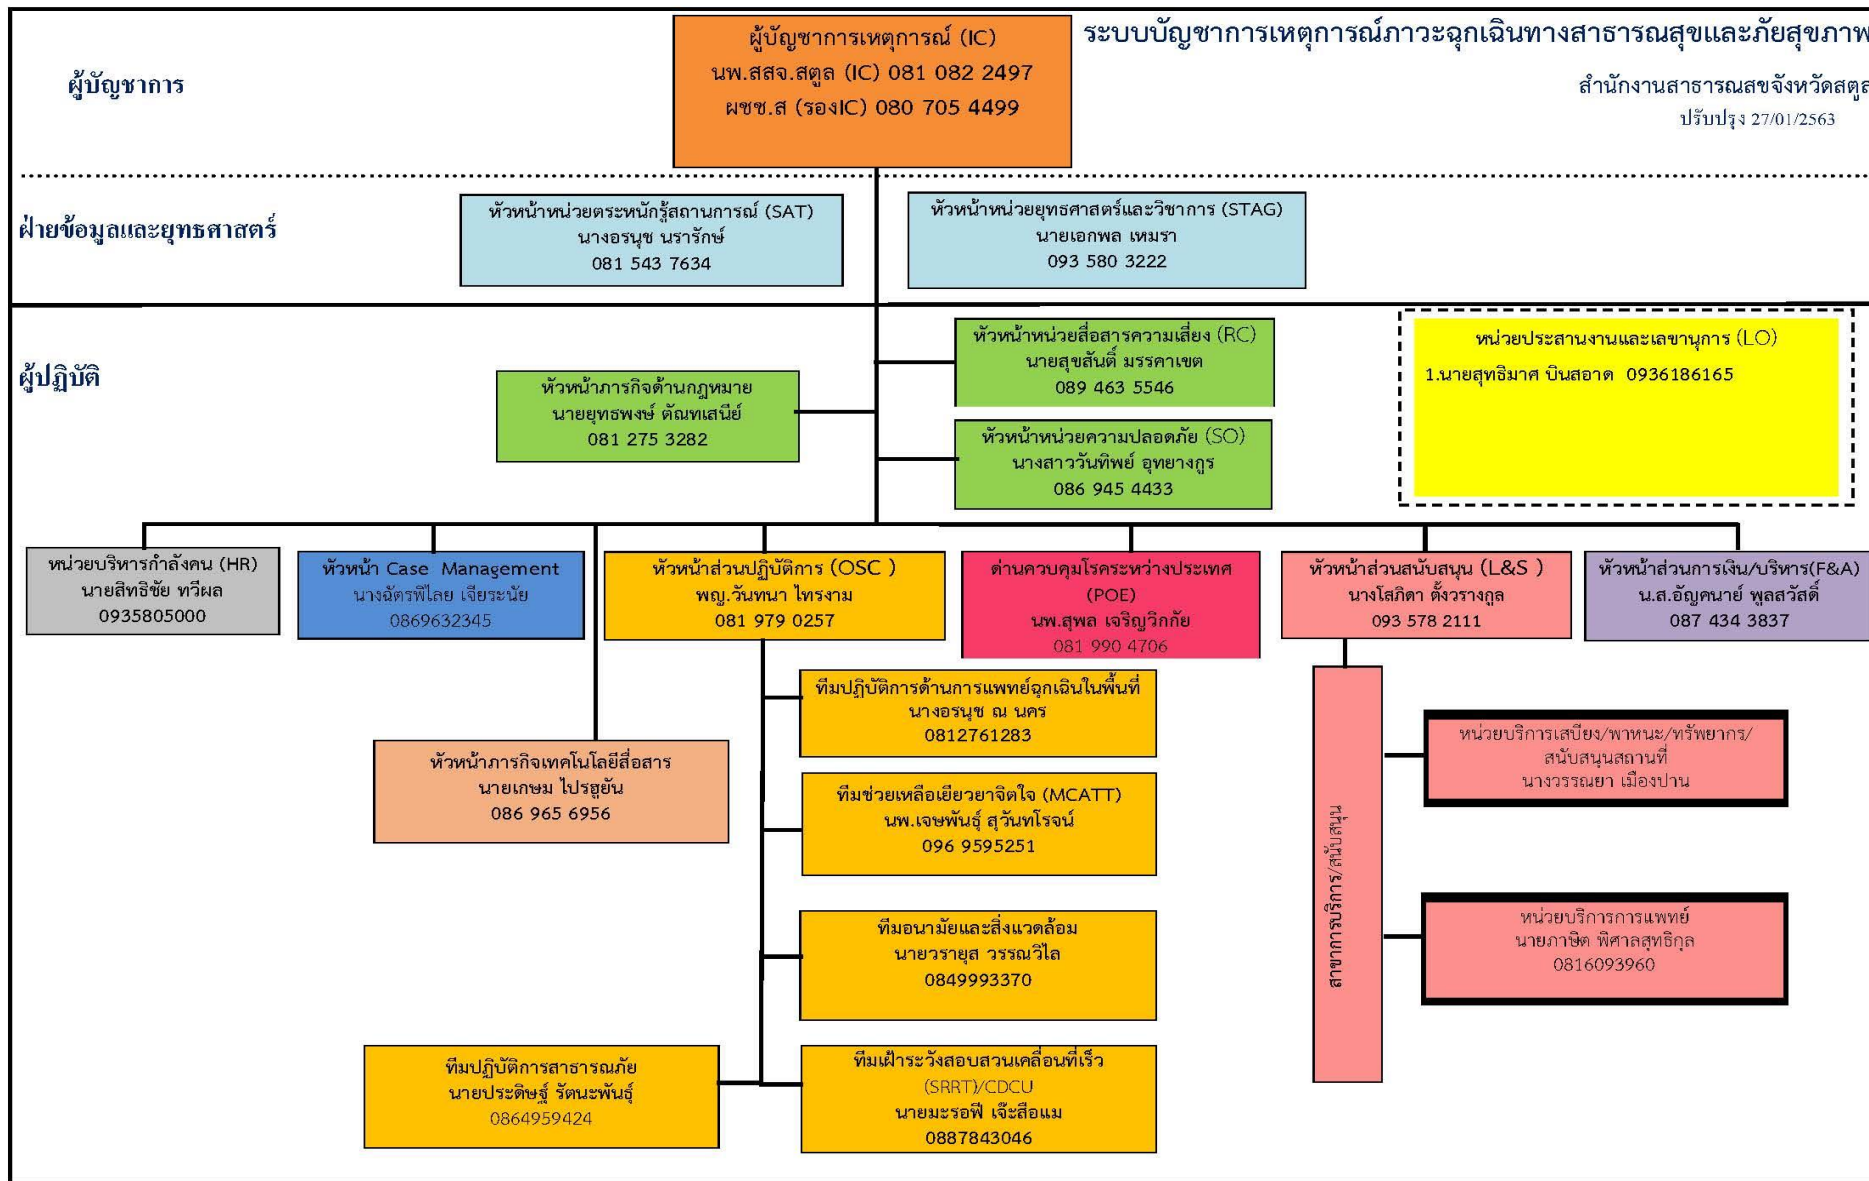 ผู้บัญชาการเหตุการณ์ (IC)
นพ.สสจ.สตูล (IC) 081 082 2497
ผชช.ส (รองIC) 080 705 4499
ระบบบัญชาการเหตุการณ์ภาวะฉุกเฉินทางสาธารณสุขและภัยสุขภาพ
สำนักงานสาธารณสขจังหวัดสตูล
ปรับปรุง 27/01/2563
ผู้บัญชาการ
ฝ่ายข้อมูลและยุทธศาสตร์
หัวหน้าหน่วยตระหนักรู้สถานการณ์ (SAT)
นางอรนุช นรารักษ์
081 543 7634
หัวหน้าหน่วยยุทธศาสตร์และวิชาการ (STAG)
นายเอกพล เหมรา
093 580 3222
ผู้ปฏิบัติ
หัวหน้าหน่วยสื่อสารความเสี่ยง (RC)
นายสุขสันติ์ มรรคาเขต
089 463 5546
หน่วยประสานงานและเลขานุการ (LO)
1.นายสุทธิมาศ บินสอาด 0936186165
หัวหน้าภารกิจด้านกฎหมาย
นายยุทธพงษ์ ตัณฑเสนีย์
081 275 3282
หัวหน้าหน่วยความปลอดภัย (SO)
นางสาววันทิพย์ อุทยางกูร
086 945 4433
หน่วยบริหารกำลังคน (HR)
นายสิทธิชัย ทวีผล
0935805000
หัวหน้า Case Management
นางฉัตรพิไลย เจียระนัย
0869632345
หัวหน้าส่วนปฏิบัติการ (OSC )
พญ.วันทนา ไทรงาม
081 979 0257
ด่านควบคุมโรคระหว่างประเทศ
(POE)
นพ.สุพล เจริญวิกกัย
081 990 4706
หัวหน้าส่วนสนับสนุน (L&S )
นางโสภิดา ตั้งวรางกูล
093 578 2111
หัวหน้าส่วนการเงิน/บริหาร(F&A)
น.ส.อัญคนาย์ พูลสวัสดิ์
087 434 3837
ทีมปฏิบัติการด้านการแพทย์ฉุกเฉินในพื้นที่
นางอรนุช ณ นคร
0812761283
หัวหน้าภารกิจเทคโนโลยีสื่อสาร
นายเกษม ไปรฮูยัน
086 965 6956
ทีมช่วยเหลือเยียวยาจิตใจ (MCATT)
นพ.เจษพันธุ์ สุวันทโรจน์
096 9595251
สาขาการบริการ/สนับสนุน
หน่วยบริการเสบียง/พาหนะ/ทรัพยากร/
สนับสนุนสถานที่
นางวรรณยา เมืองปาน
หน่วยบริการการแพทย์
นายภาษิต พิศาลสุทธิกุล
0816093960
ทีมอนามัยและสิ่งแวดล้อม
นายวรายุส วรรณวิไล
0849993370
ทีมปฏิบัติการสาธารณภัย
นายประดิษฐ์ รัตนะพันธุ์
0864959424
ทีมเฝ้าระวังสอบสวนเคลื่อนที่เร็ว
(SRRT)/CDCU
นายมะรอฟี เจ๊ะสือแม
0887843046